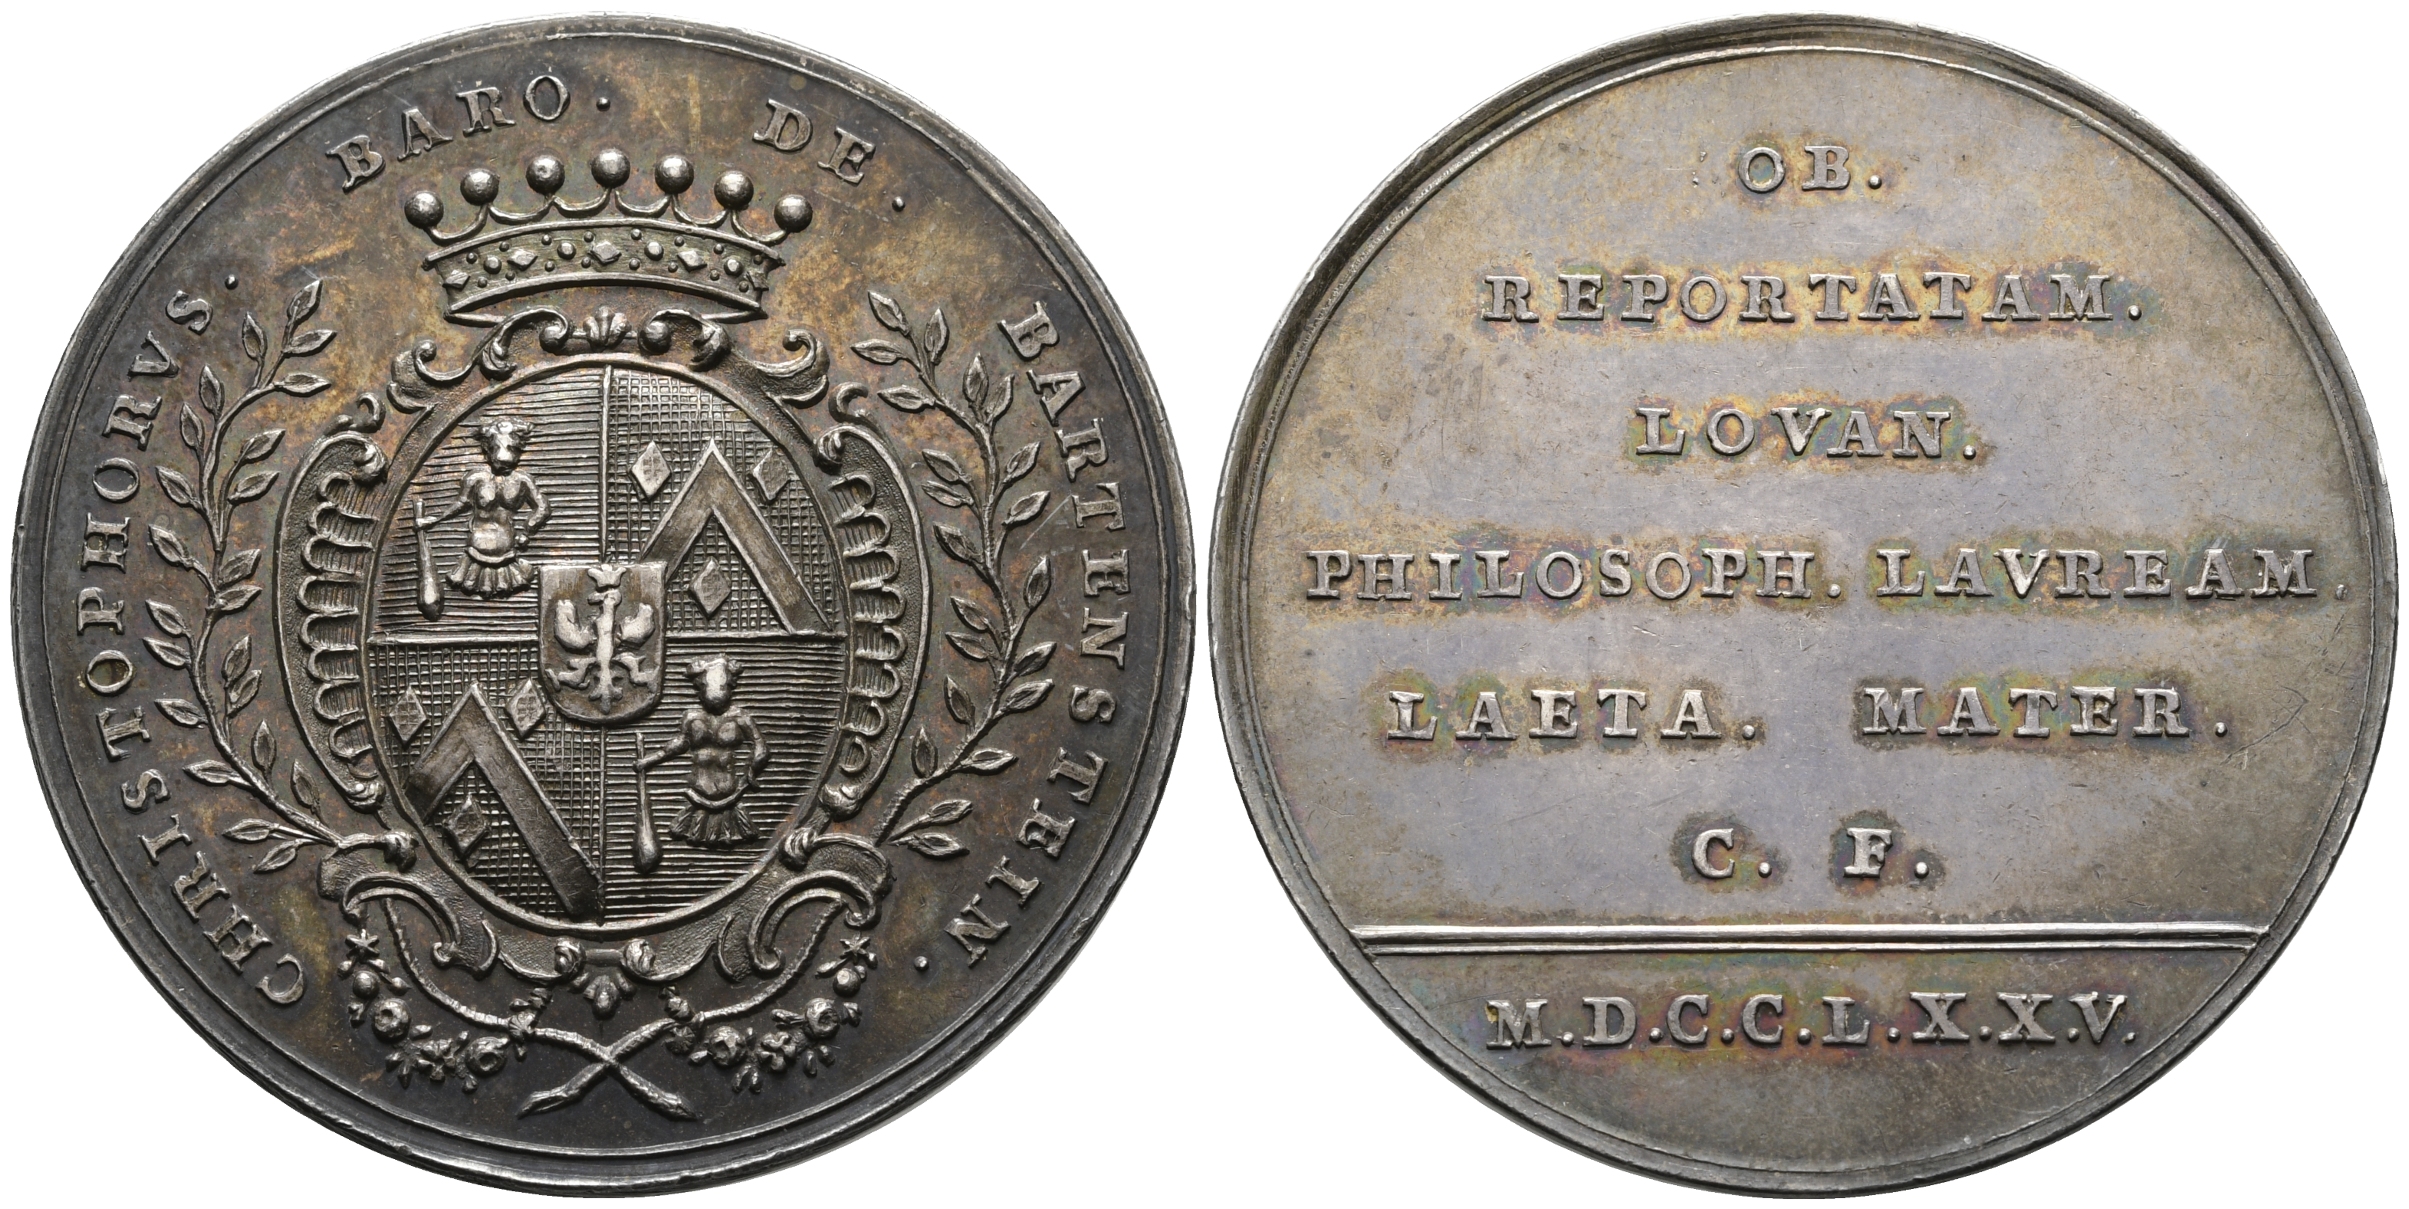 CHRISTOPHORVS. BARO. DE. BARTENSTEIN.
OB.
REPORTATAM.
LOVAN.
PHILOSOPH. LAVREAM.
LAETA. MATER.
C. F.
M.D.C.C.L.X.X.V.